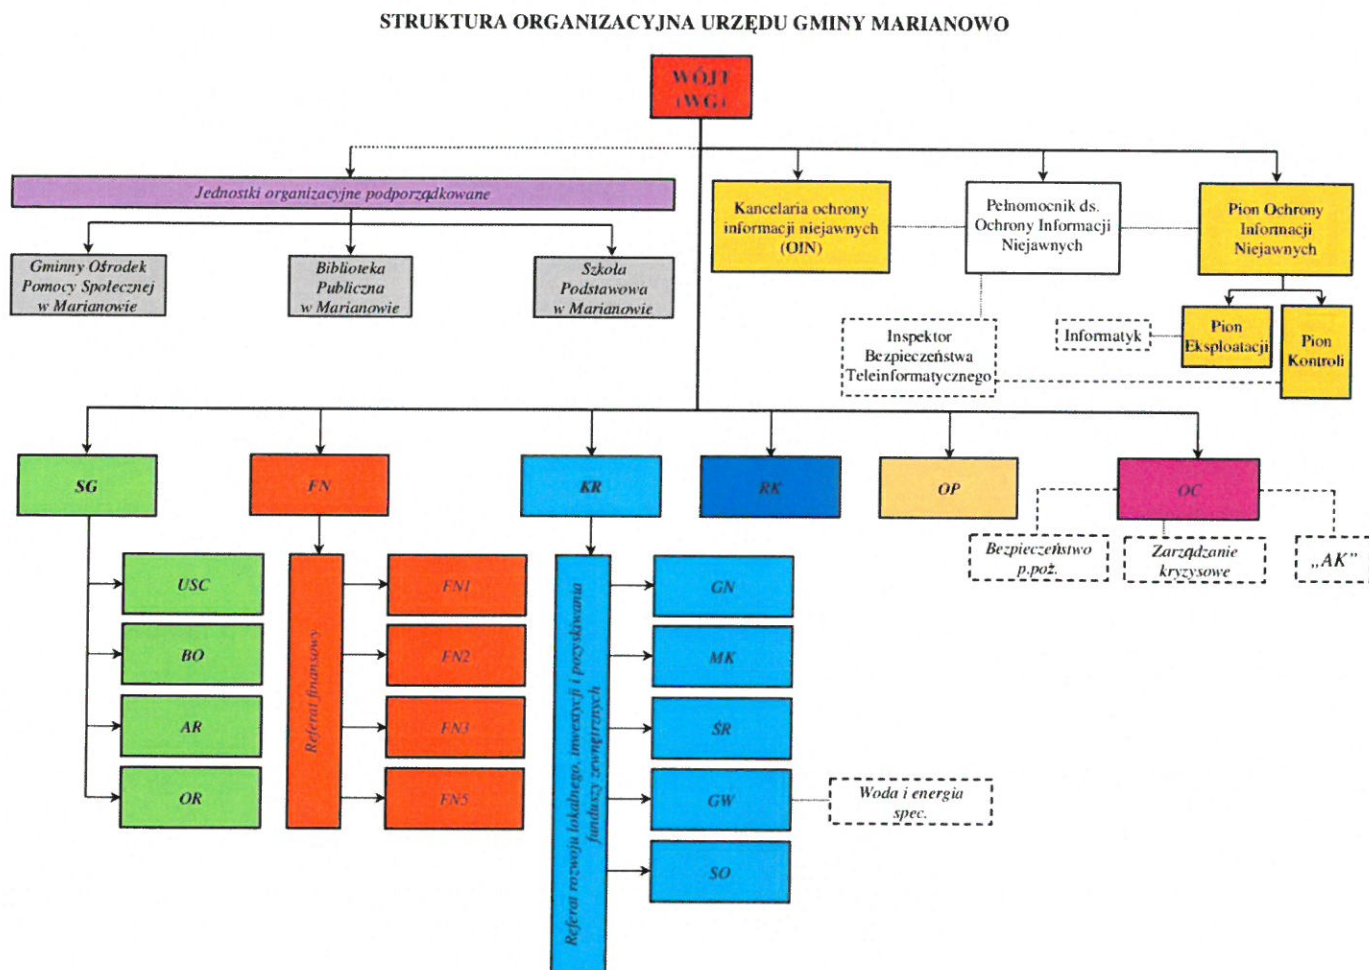 STRUKTURA ORGANIZACYJNA URZĘDU GMINY MARIANOWO
WÓJT
(WG)
Jednostki organizacyjne podporządkowane
Gminny Ośrodek
Pomocy Społecznej
w Marianowie
Biblioteka
Publiczna
w Marianowie
Szkoła
Podstawowa
w Marianowie
Kancelaria ochrony
informacji niejawnych
(OIN)
Pełnomocnik ds.
Ochrony Informacji
Niejawnych
Pion Ochrony
Informacji
Niejawnych
Inspektor
Bezpieczeństwa
Teleinformatycznego
Informatyk
Pion
Eksploatacji
Pion
Kontroli
SG
FN
KR
RK
OP
OC
Bezpieczeństwo
p.poż.
Zarządzanie
kryzysowe
„AK”
USC
BO
AR
OR
Referat finansowy
FN1
FN2
FN3
FN5
Referat rozwoju lokalnego, inwestycji i pozyskiwania
funduszy zewnętrznych
GN
MK
ŚR
GW
SO
Woda i energia
spec.